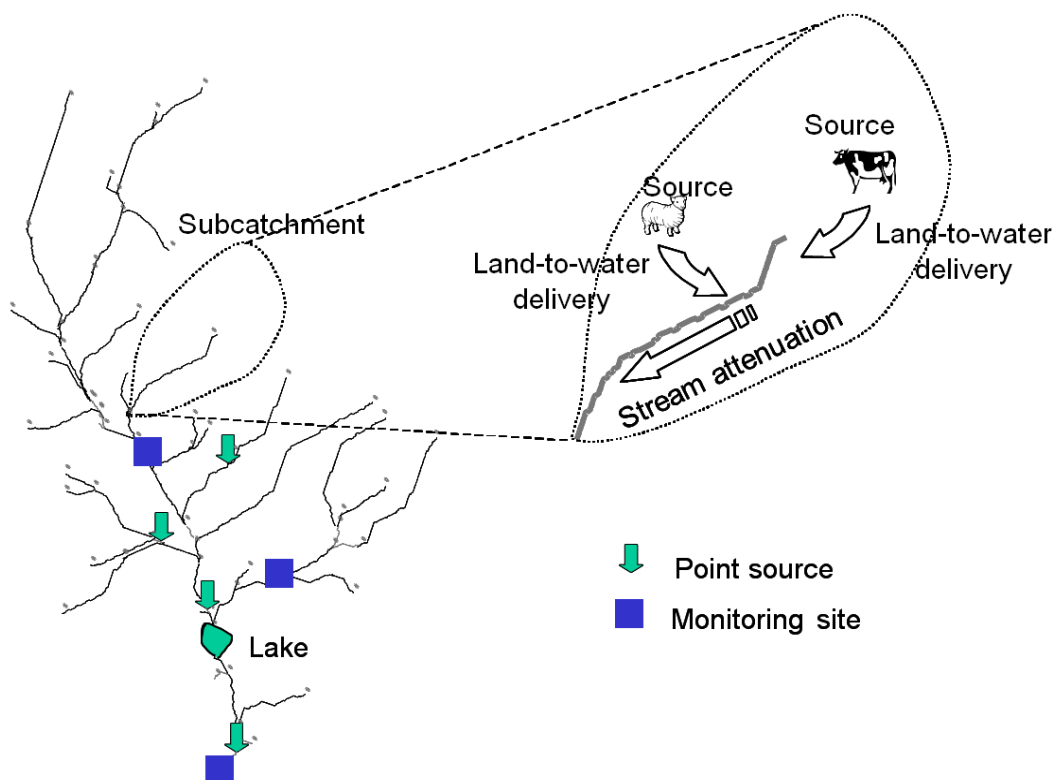 Subcatchment
Source
Source
Land-to-water
delivery
Land-to-water
delivery
Stream attenuation
Point source
Monitoring site
Lake